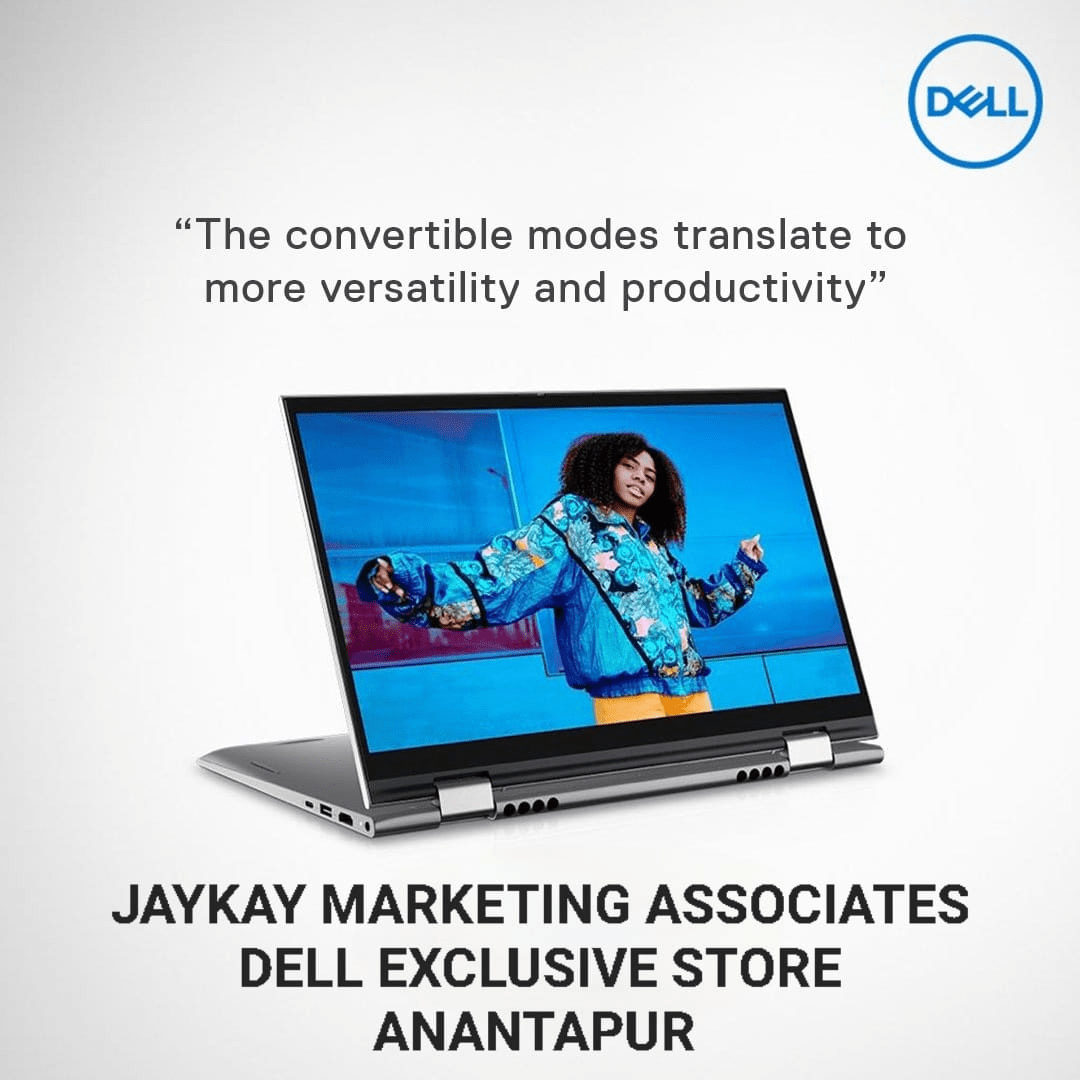 DELL
“The convertible modes translate to
more versatility and productivity”
JAYKAY MARKETING ASSOCIATES
DELL EXCLUSIVE STORE
ANANTAPUR